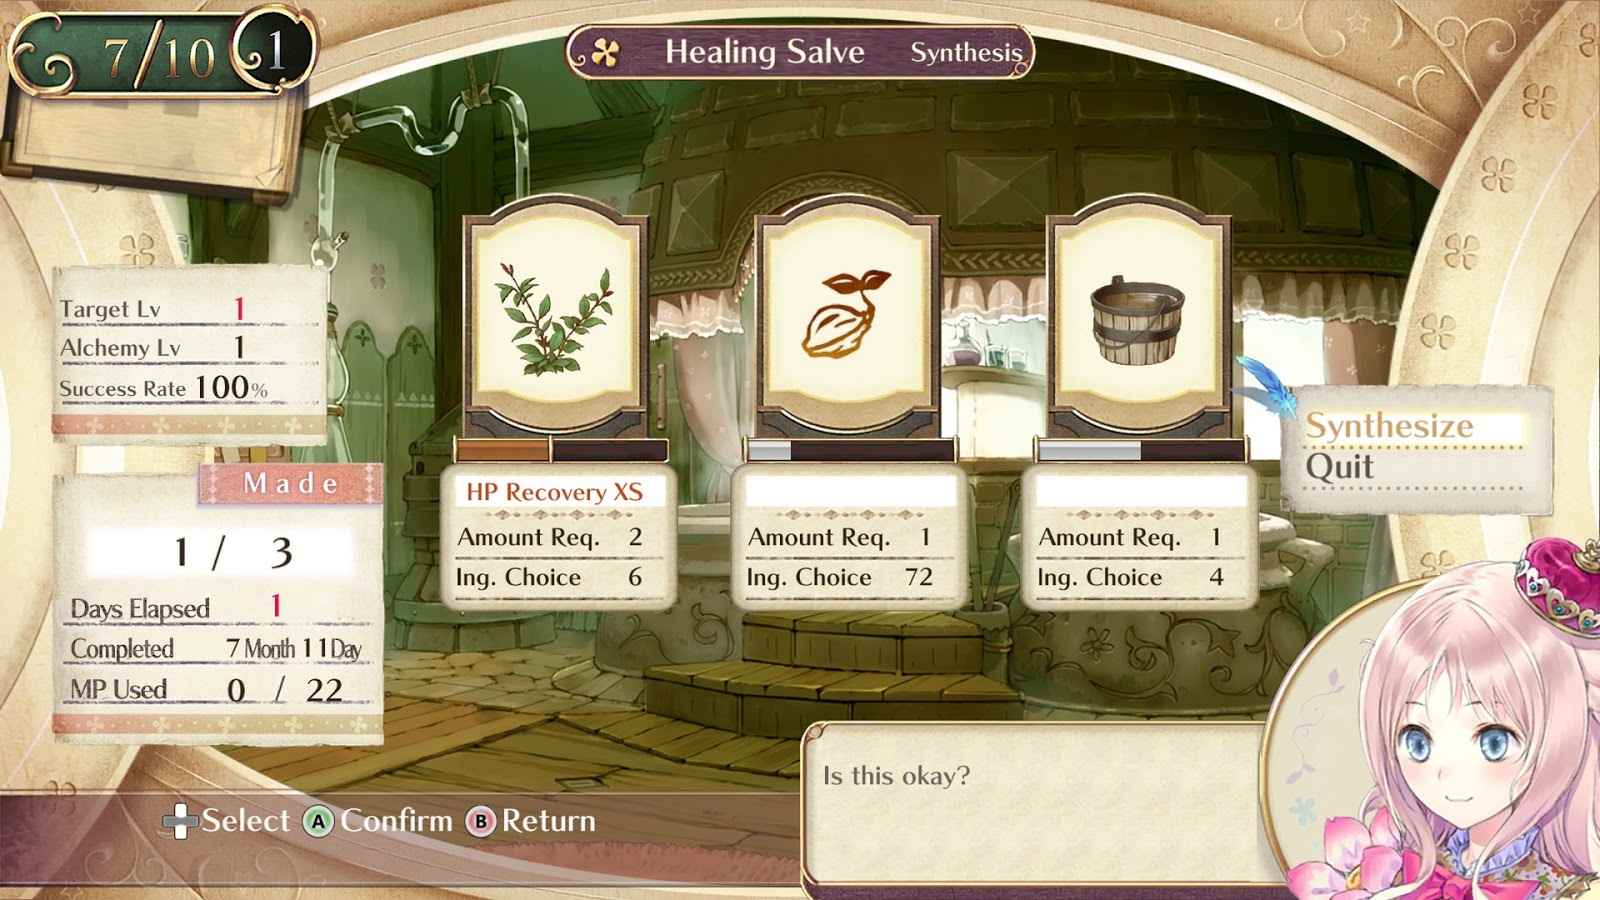 7/10 1
Healing Salve Synthesis
Target Lv 1
Alchemy Lv 1
Success Rate 100%
Made
1 / 3
Days Elapsed 1
Completed 7 Month 11 Day
MP Used 0 / 22
HP Recovery XS
Amount Req. 2
Ing. Choice 6
Amount Req. 1
Ing. Choice 72
Amount Req. 1
Ing. Choice 4
Synthesize
Quit
Is this okay?
Select A Confirm B Return